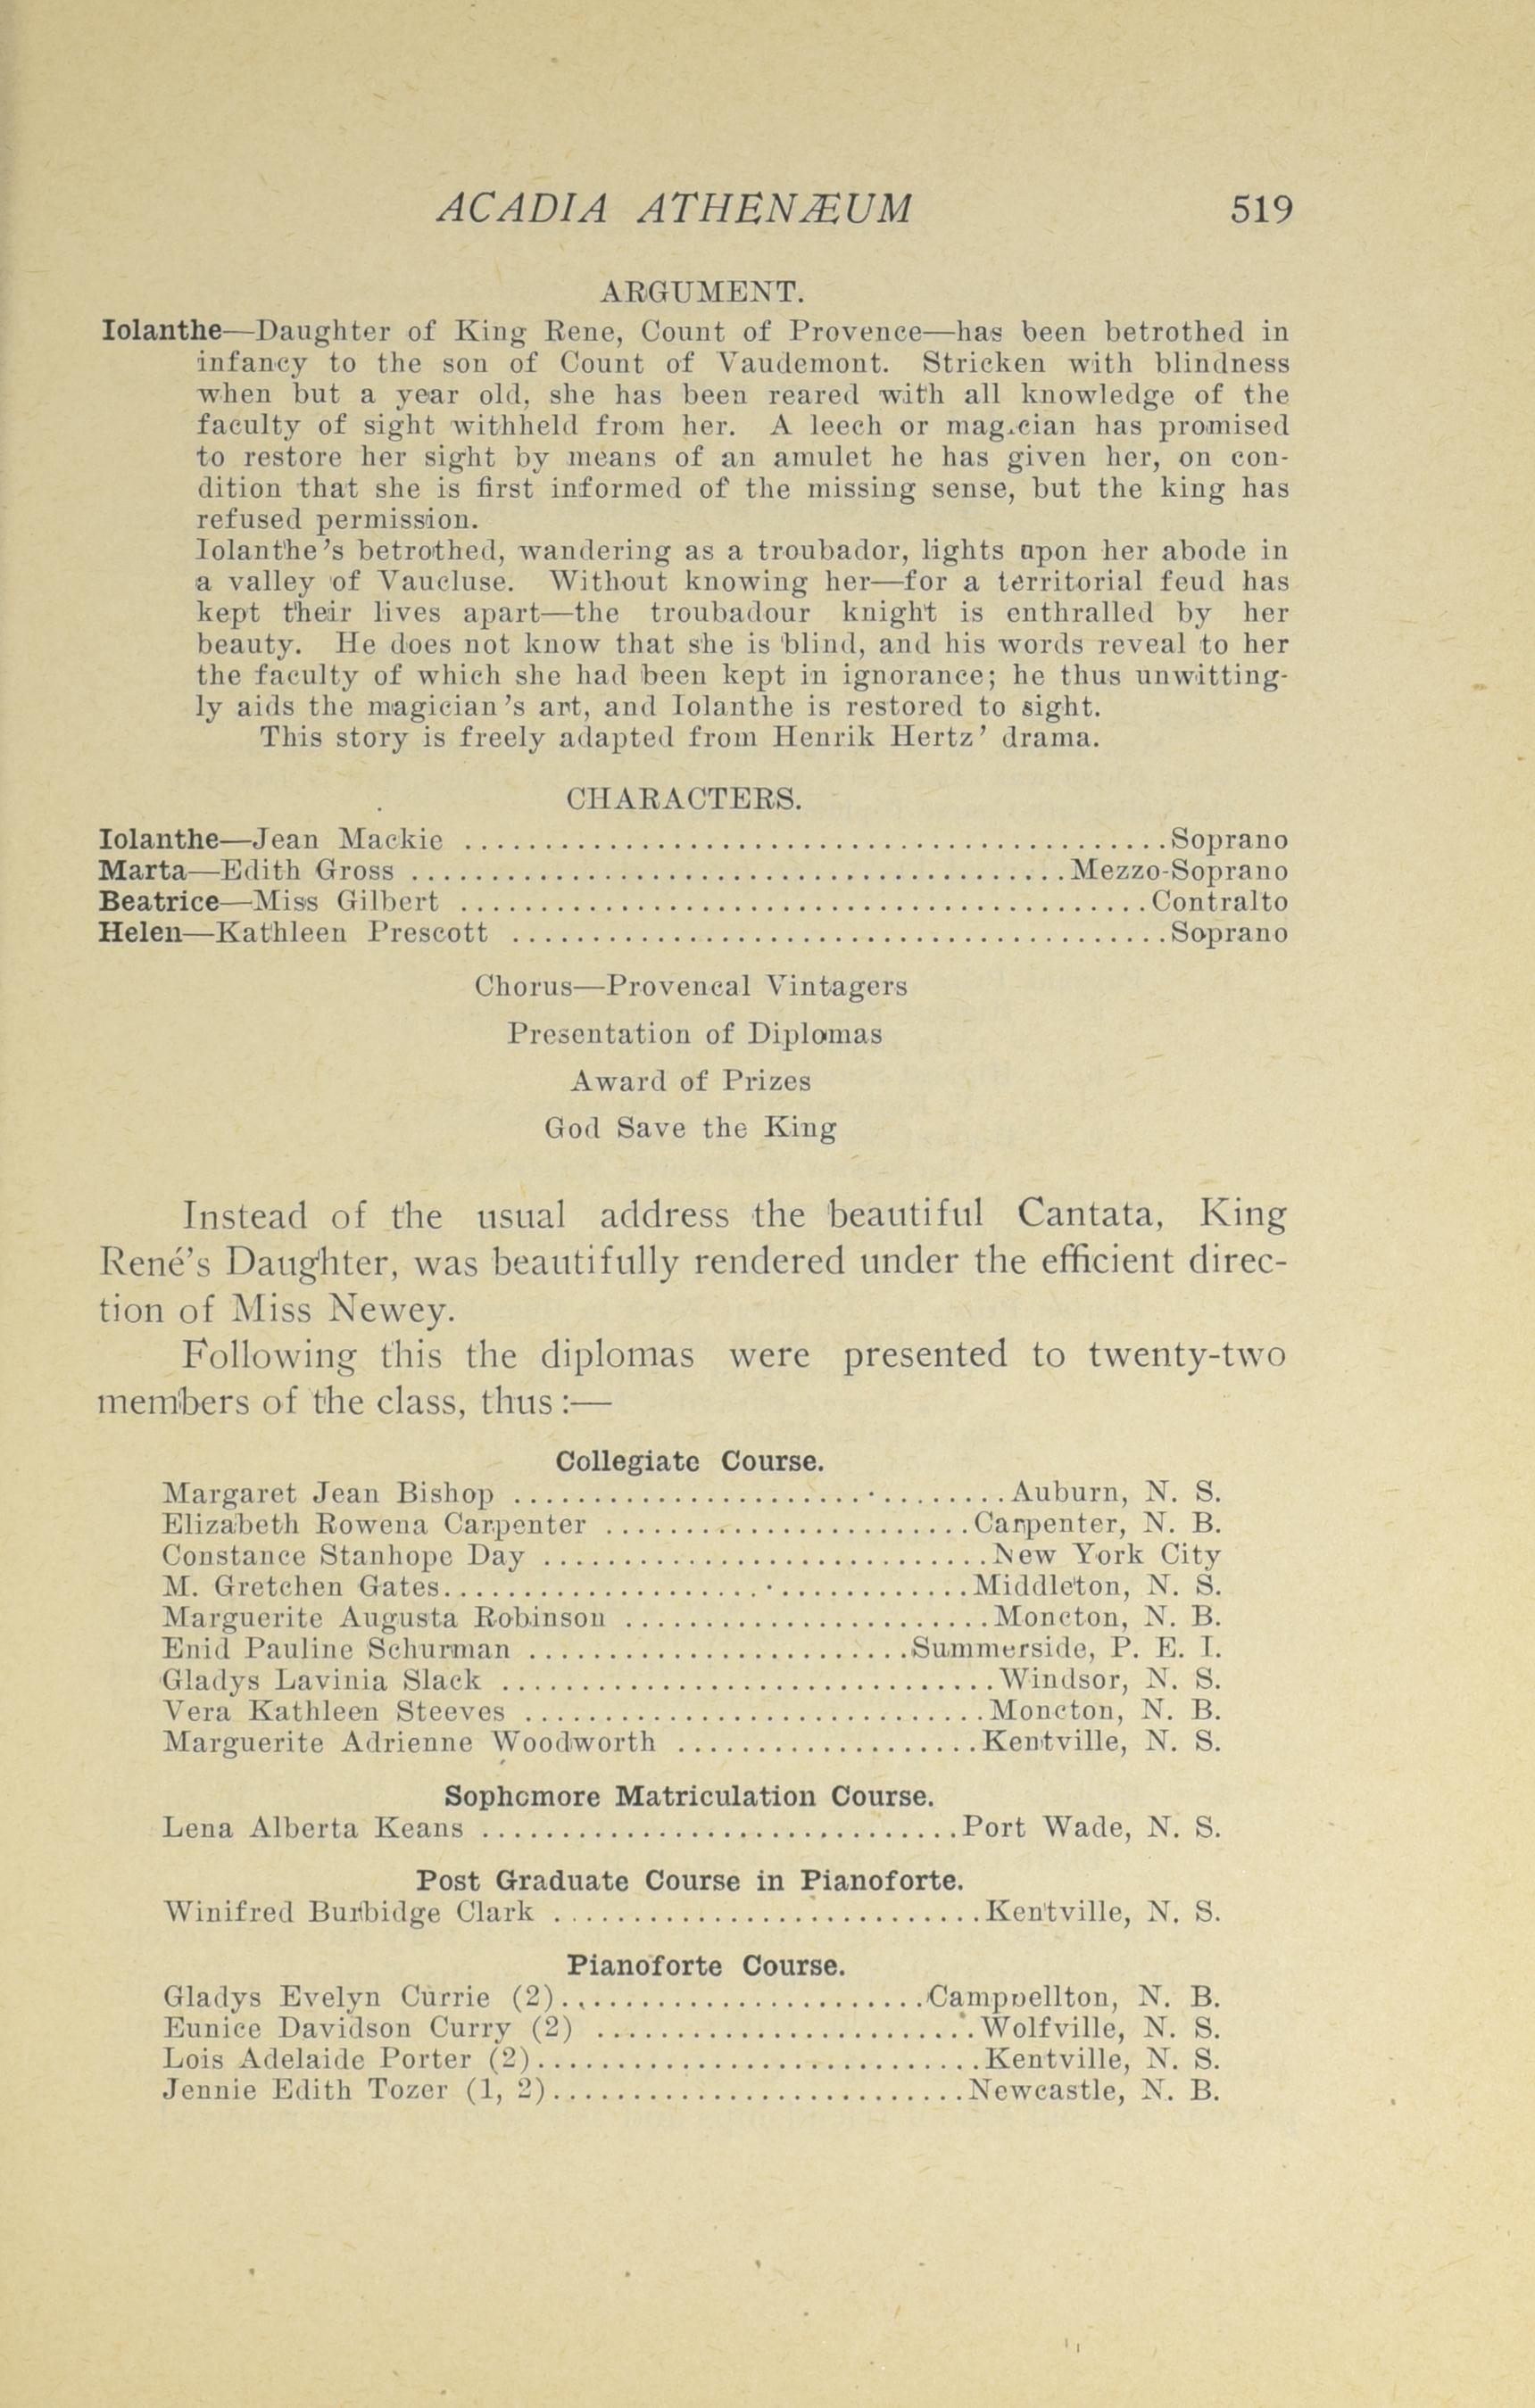 ACADIA ATHENÆUM 519
ARGUMENT.
Iolanthe—Daughter of King Rene, Count of Provence—has been betrothed in
infancy to the son of Count of Vaudemont. Stricken with blindness
when but a year old, she has been reared with all knowledge of the
faculty of sight withheld from her. A leech or mag.cian has promised
to restore her sight by means of an amulet he has given her, on con-
dition that she is first informed of the missing sense, but the king has
refused permission.
Iolanthe's betrothed, wandering as a troubador, lights upon her abode in
a valley of Vaucluse. Without knowing her—for a territorial feud has
kept their lives apart—the troubadour knight is enthralled by her
beauty. He does not know that she is blind, and his words reveal to her
the faculty of which she had been kept in ignorance; he thus unwitting-
ly aids the magician's art, and Iolanthe is restored to sight.
This story is freely adapted from Henrik Hertz' drama.
CHARACTERS.
Iolanthe—Jean Mackie ........................................... Soprano
Marta—Edith Gross ........................................ Mezzo-Soprano
Beatrice—Miss Gilbert .......................................... Contralto
Helen—Kathleen Prescott ........................................ Soprano
Chorus—Provencal Vintagers
Presentation of Diplomas
Award of Prizes
God Save the King
Instead of the usual address the beautiful Cantata, King
René's Daughter, was beautifully rendered under the efficient direc-
tion of Miss Newey.
Following this the diplomas were presented to twenty-two
members of the class, thus:—
Collegiate Course.
Margaret Jean Bishop ............................... Auburn, N. S.
Elizabeth Rowena Carpenter ....................... Carpenter, N. B.
Constance Stanhope Day ............................ New York City
M. Gretchen Gates................................. Middleton, N. S.
Marguerite Augusta Robinson ....................... Moncton, N. B.
Enid Pauline Schurman ........................ Summerside, P. E. I.
Gladys Lavinia Slack ............................... Windsor, N. S.
Vera Kathleen Steeves ............................. Moncton, N. B.
Marguerite Adrienne Woodworth ................... Kentville, N. S.
Sophomore Matriculation Course.
Lena Alberta Keans .............................. Port Wade, N. S.
Post Graduate Course in Pianoforte.
Winifred Burbidge Clark ........................... Kentville, N. S.
Pianoforte Course.
Gladys Evelyn Currie (2)....................... Campbellton, N. B.
Eunice Davidson Curry (2) ........................ Wolfville, N. S.
Lois Adelaide Porter (2)............................ Kentville, N. S.
Jennie Edith Tozer (1, 2).......................... Newcastle, N. B.